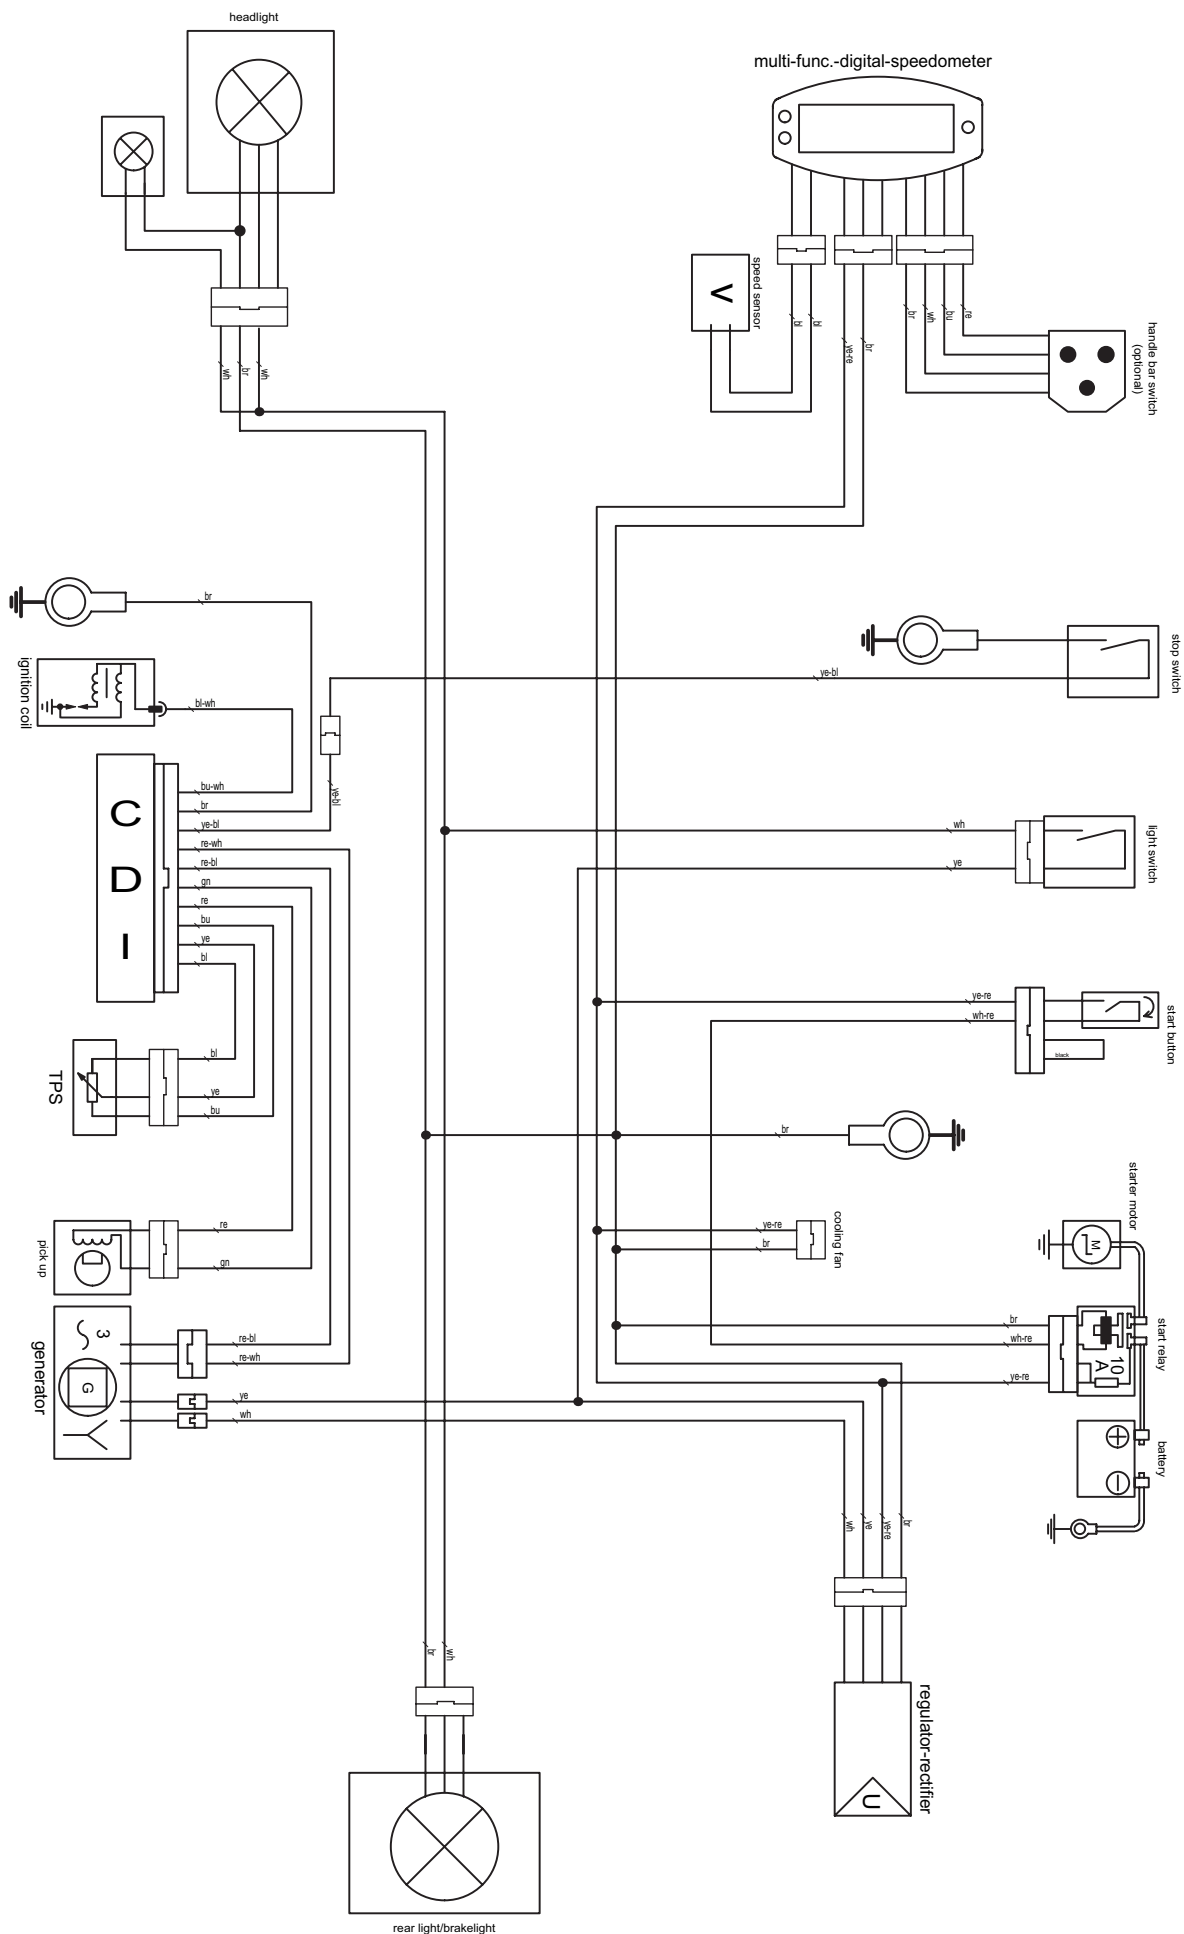 headlight
multi-func.-digital-speedometer
speed sensor
V
bl
bl
ye-re
br
br
wh
bu
re
handle bar switch
(optional)
wh
br
wh
br
stop switch
ye-bl
ignition coil
bl-wh
ye-bl
C
D
I
bu-wh
br
ye-bl
re-wh
re-bl
gn
re
bu
ye
bl
wh
ye
light switch
ye-re
wh-re
black
start button
TPS
bl
ye
bu
br
starter motor
M
cooling fan
ye-re
br
pick up
re
gn
start relay
br
wh-re
ye-re
10
A
generator
3
G
re-bl
re-wh
ye
wh
battery
wh
ye
ye-re
br
br
wh
regulator-rectifier
U
rear light/brakelight